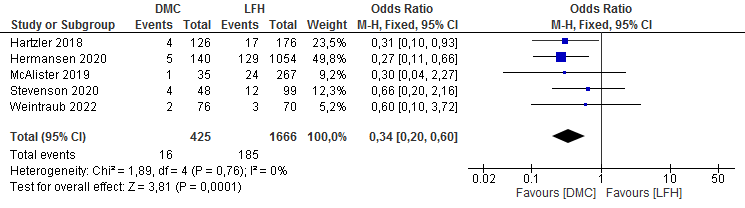 DMC LFH Odds Ratio Odds Ratio
Study or Subgroup Events Total Events Total Weight M-H, Fixed, 95% CI M-H, Fixed, 95% CI
Hartzler 2018 4 126 17 176 23,5% 0,31 [0,10, 0,93]
Hermansen 2020 5 140 129 1054 49,8% 0,27 [0,11, 0,66]
McAlister 2019 1 35 24 267 9,2% 0,30 [0,04, 2,27]
Stevenson 2020 4 48 12 99 12,3% 0,66 [0,20, 2,16]
Weintraub 2022 2 76 3 70 5,2% 0,60 [0,10, 3,72]
Total (95% CI) 425 1666 100,0% 0,34 [0,20, 0,60]
Total events 16 185
Heterogeneity: Chi² = 1,89, df = 4 (P = 0,76); I² = 0%
Test for overall effect: Z = 3,81 (P = 0,0001)
0.02 0.1 1 10 50
Favours [DMC] Favours [LFH]